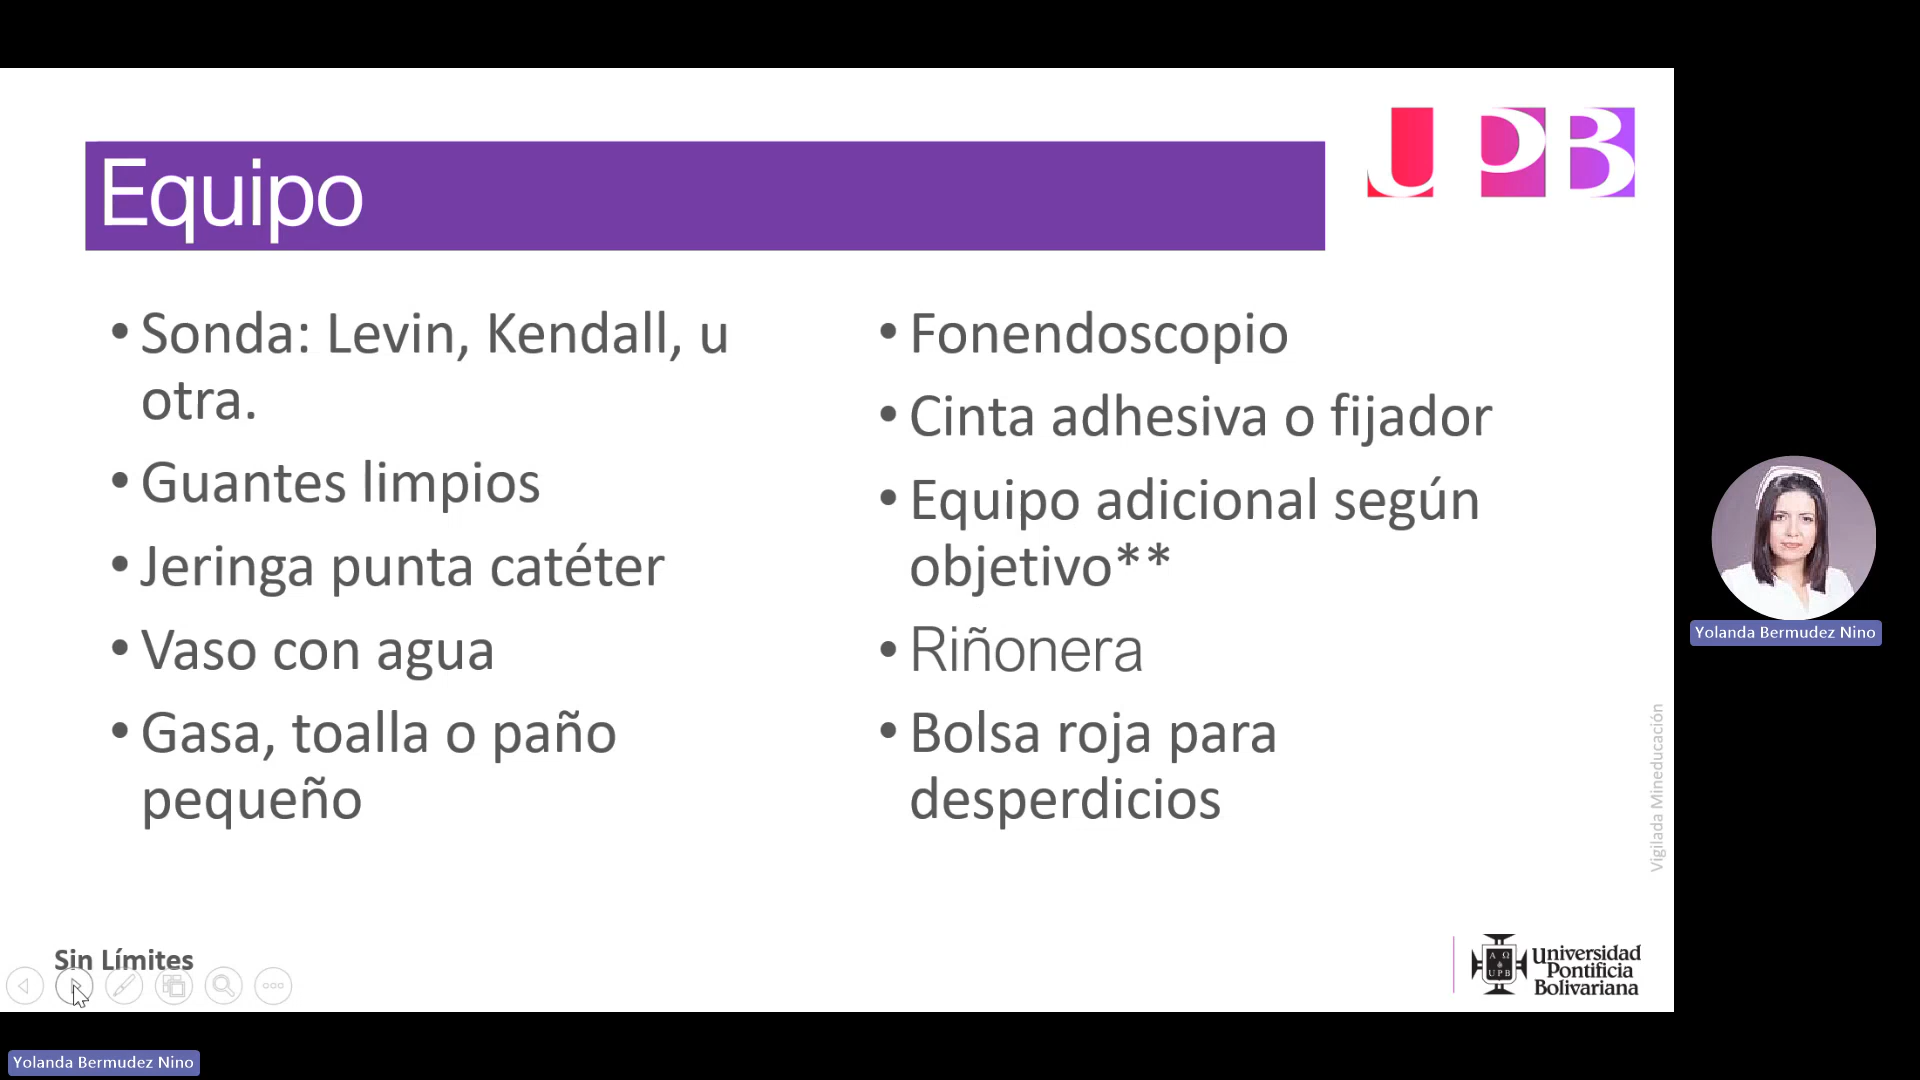 UPB
Equipo
• Sonda: Levin, Kendall, u
otra.
• Guantes limpios
• Jeringa punta catéter
• Vaso con agua
• Gasa, toalla o paño
pequeño
• Fonendoscopio
• Cinta adhesiva o fijador
• Equipo adicional según
objetivo**
• Riñonera
• Bolsa roja para
desperdicios
Yolanda Bermudez Nino
Vigilada Mineducación
Sin Límites
A Ω
UPB
Universidad
Pontificia
Bolivariana
Yolanda Bermudez Nino